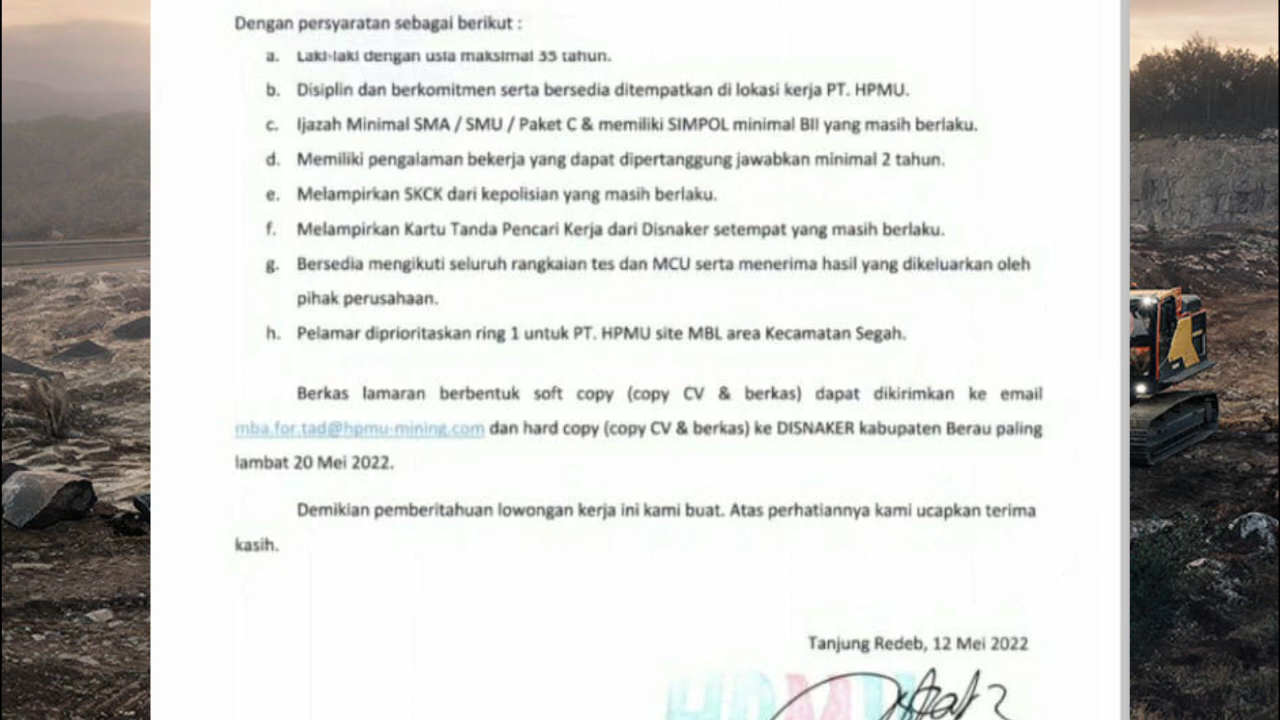 Dengan persyaratan sebagai berikut :
a. Laki-laki dengan usia maksimal 35 tahun.
b. Disiplin dan berkomitmen serta bersedia ditempatkan di lokasi kerja PT. HPMU.
c. Ijazah Minimal SMA / SMU / Paket C & memiliki SIMPOL minimal BII yang masih berlaku.
d. Memiliki pengalaman bekerja yang dapat dipertanggung jawabkan minimal 2 tahun.
e. Melampirkan SKCK dari kepolisian yang masih berlaku.
f. Melampirkan Kartu Tanda Pencari Kerja dari Disnaker setempat yang masih berlaku.
g. Bersedia mengikuti seluruh rangkaian tes dan MCU serta menerima hasil yang dikeluarkan oleh
pihak perusahaan.
h. Pelamar diprioritaskan ring 1 untuk PT. HPMU site MBL area Kecamatan Segah.
Berkas lamaran berbentuk soft copy (copy CV & berkas) dapat dikirimkan ke email
mba.for.tad@hpmu-mining.com dan hard copy (copy CV & berkas) ke DISNAKER kabupaten Berau paling
lambat 20 Mei 2022.
Demikian pemberitahuan lowongan kerja ini kami buat. Atas perhatiannya kami ucapkan terima
kasih.
Tanjung Redeb, 12 Mei 2022
HPMU